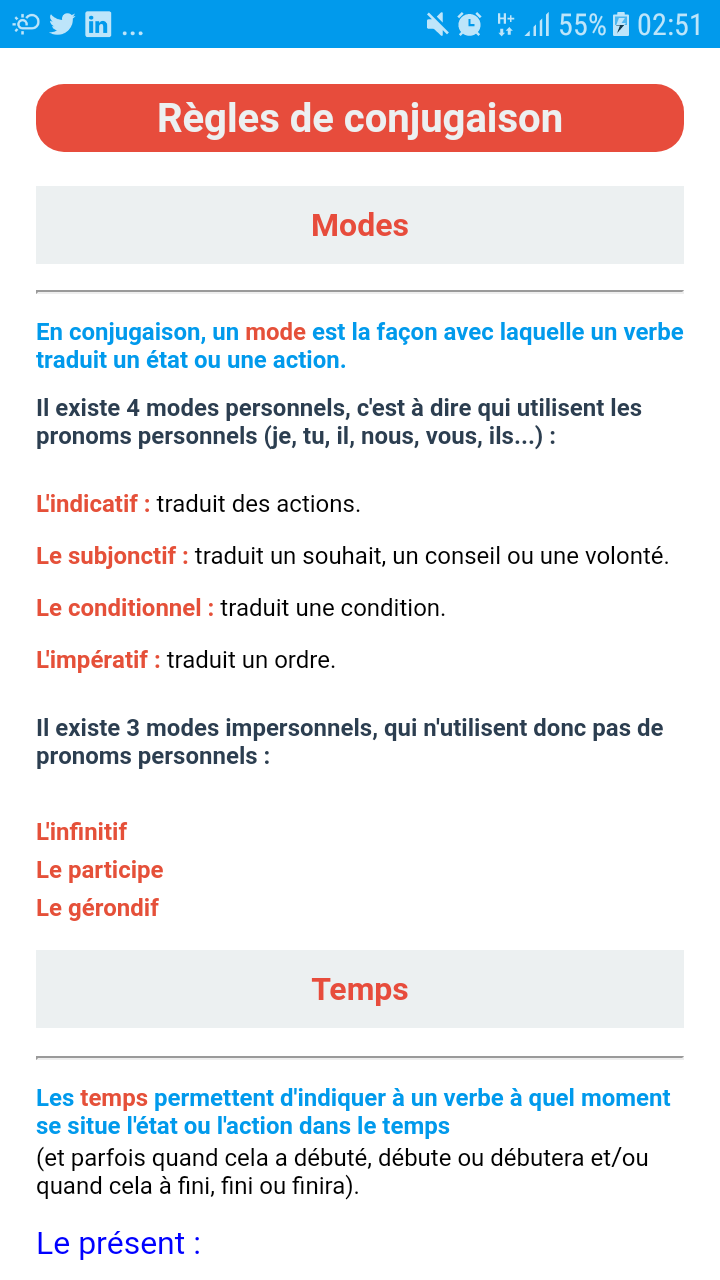 ... H+ 55% 02:51
Règles de conjugaison
Modes
En conjugaison, un mode est la façon avec laquelle un verbe
traduit un état ou une action.
Il existe 4 modes personnels, c'est à dire qui utilisent les
pronoms personnels (je, tu, il, nous, vous, ils...) :
L'indicatif : traduit des actions.
Le subjonctif : traduit un souhait, un conseil ou une volonté.
Le conditionnel : traduit une condition.
L'impératif : traduit un ordre.
Il existe 3 modes impersonnels, qui n'utilisent donc pas de
pronoms personnels :
L'infinitif
Le participe
Le gérondif
Temps
Les temps permettent d'indiquer à un verbe à quel moment
se situe l'état ou l'action dans le temps
(et parfois quand cela a débuté, débute ou débutera et/ou
quand cela à fini, fini ou finira).
Le présent :